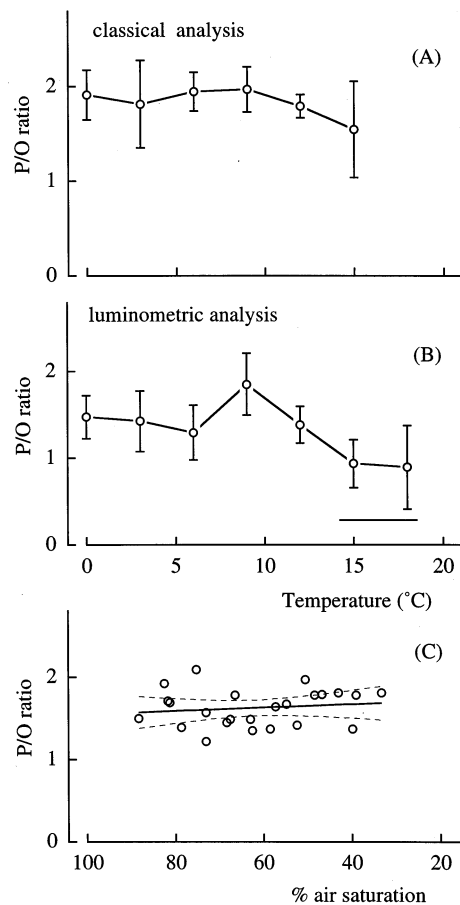 classical analysis
(A)
P/O ratio
2
1
0
luminometric analysis
(B)
P/O ratio
2
1
0
0 5 10 15 20
Temperature (˚C)
(C)
P/O ratio
2
1
0
100 80 60 40 20
% air saturation